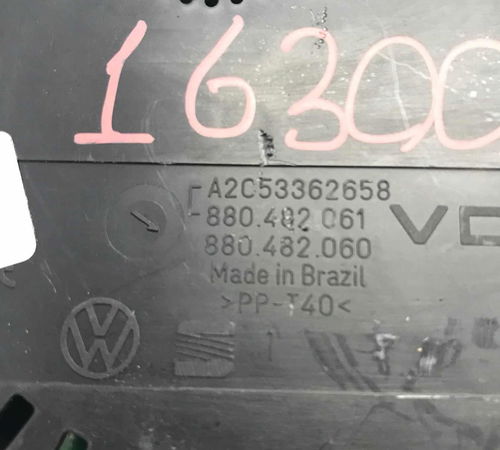 16300
A2C53362658
880.482.061
880.482.060
Made in Brazil
>PP-T40<